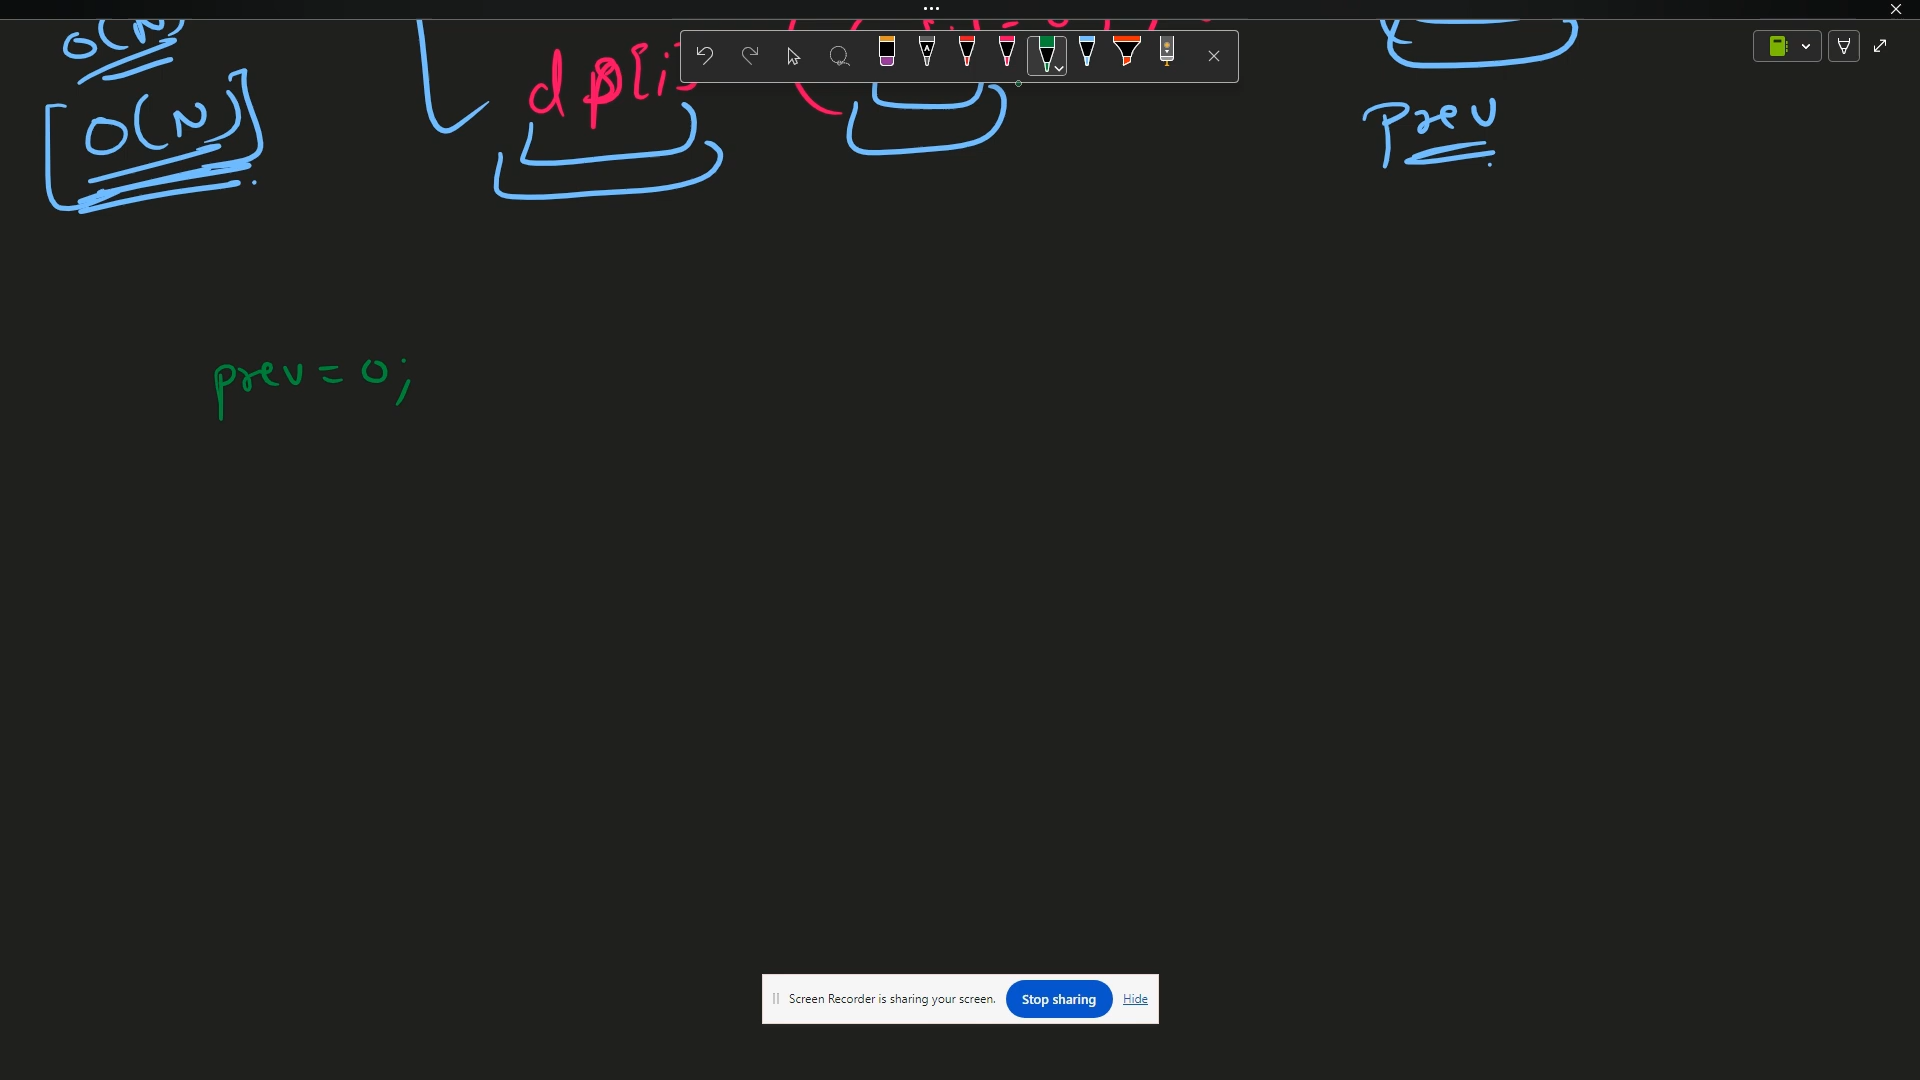 O(N)
O(N)
dp[i]
Prev
prev = 0;
Screen Recorder is sharing your screen.
Stop sharing
Hide